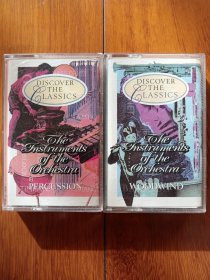 DISCOVER
THE
CLASSICS
The
Instruments
of the
Orchestra
PERCUSSION
DISCOVER
THE
CLASSICS
The
Instruments
of the
Orchestra
WOODWIND